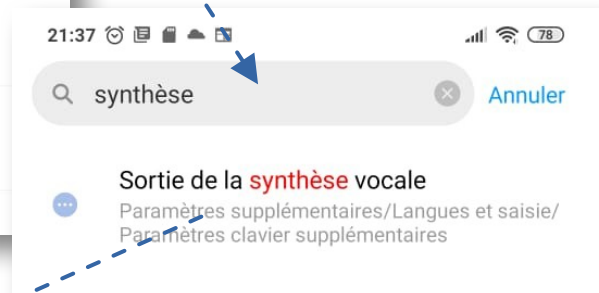 21:37 78
synthèse Annuler
Sortie de la synthèse vocale
Paramètres supplémentaires/Langues et saisie/
Paramètres clavier supplémentaires